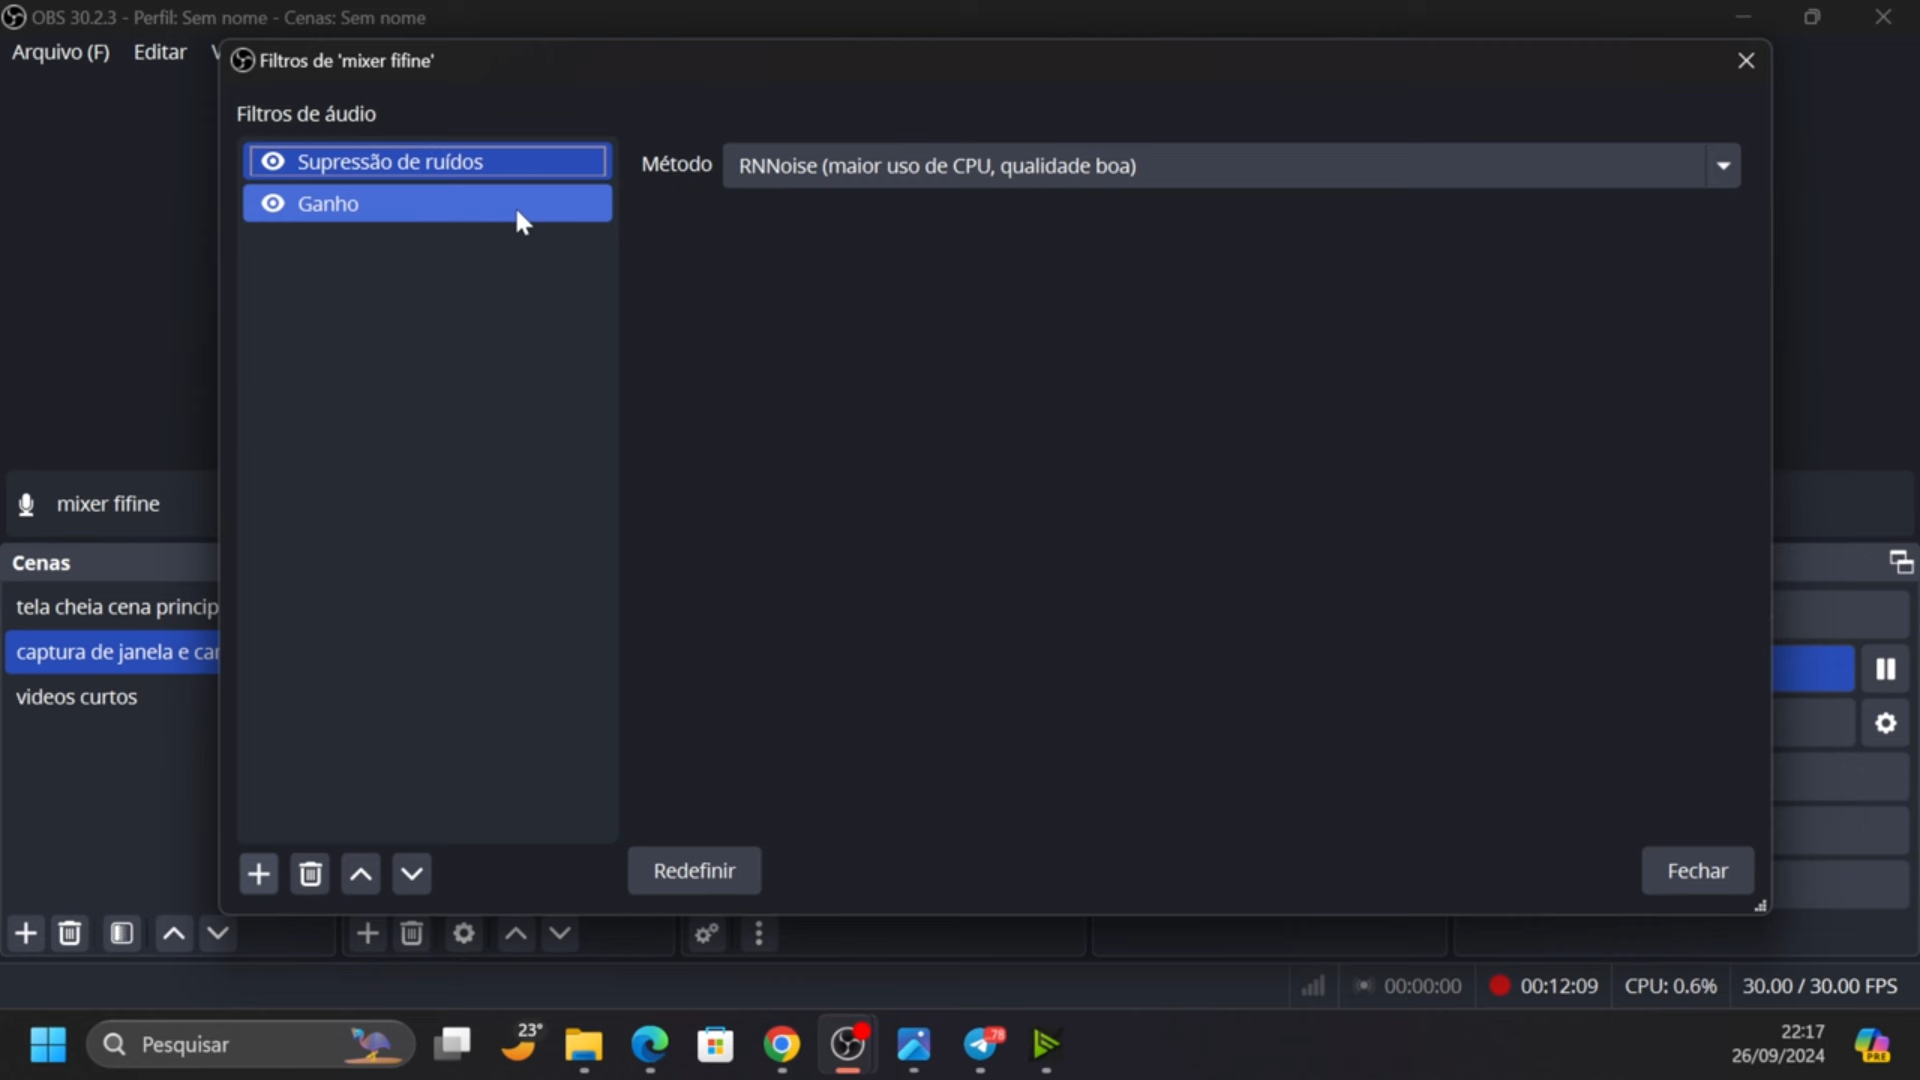 OBS 30.2.3 - Perfil: Sem nome - Cenas: Sem nome
Arquivo (F) Editar
Filtros de 'mixer fifine'
Filtros de áudio
Supressão de ruídos
Ganho
Método RNNoise (maior uso de CPU, qualidade boa)
mixer fifine
Cenas
tela cheia cena princip
captura de janela e
videos curtos
Redefinir
Fechar
00:00:00 00:12:09 CPU: 0.6% 30.00 / 30.00 FPS
Pesquisar
23°
78
22:17
26/09/2024
PRE